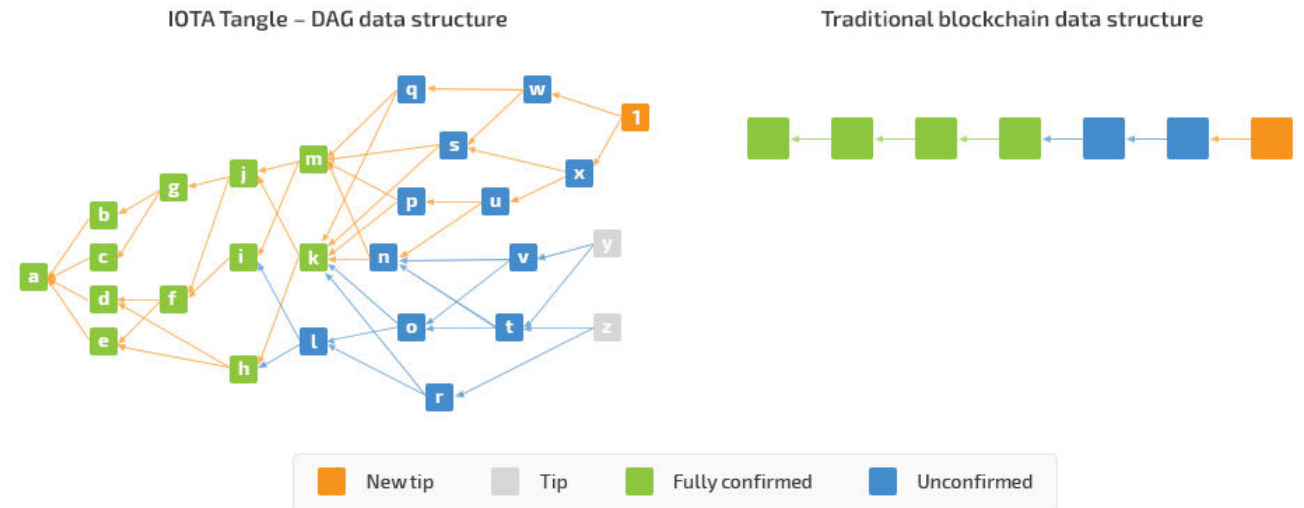 IOTA Tangle – DAG data structure
Traditional blockchain data structure
q
w
1
s
m
j
x
g
p
u
b
y
c
i
k
n
v
a
d
f
e
l
o
t
z
h
r
New tip
Tip
Fully confirmed
Unconfirmed